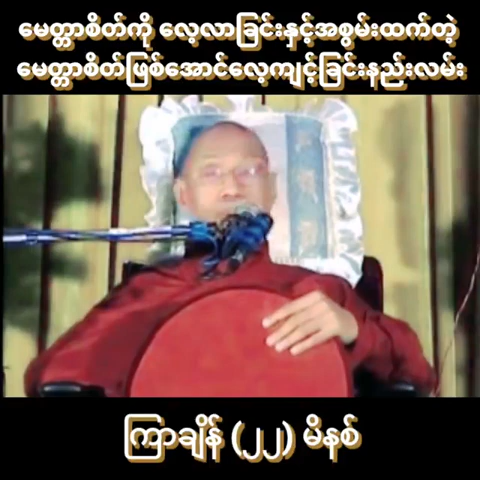 မေတ္တာစိတ်ကို လေ့လာခြင်းနှင့်အစွမ်းထက်တဲ့
မေတ္တာစိတ်ဖြစ်အောင်လေ့ကျင့်ခြင်းနည်းလမ်း
ကြာချိန် (၂၂) မိနစ်